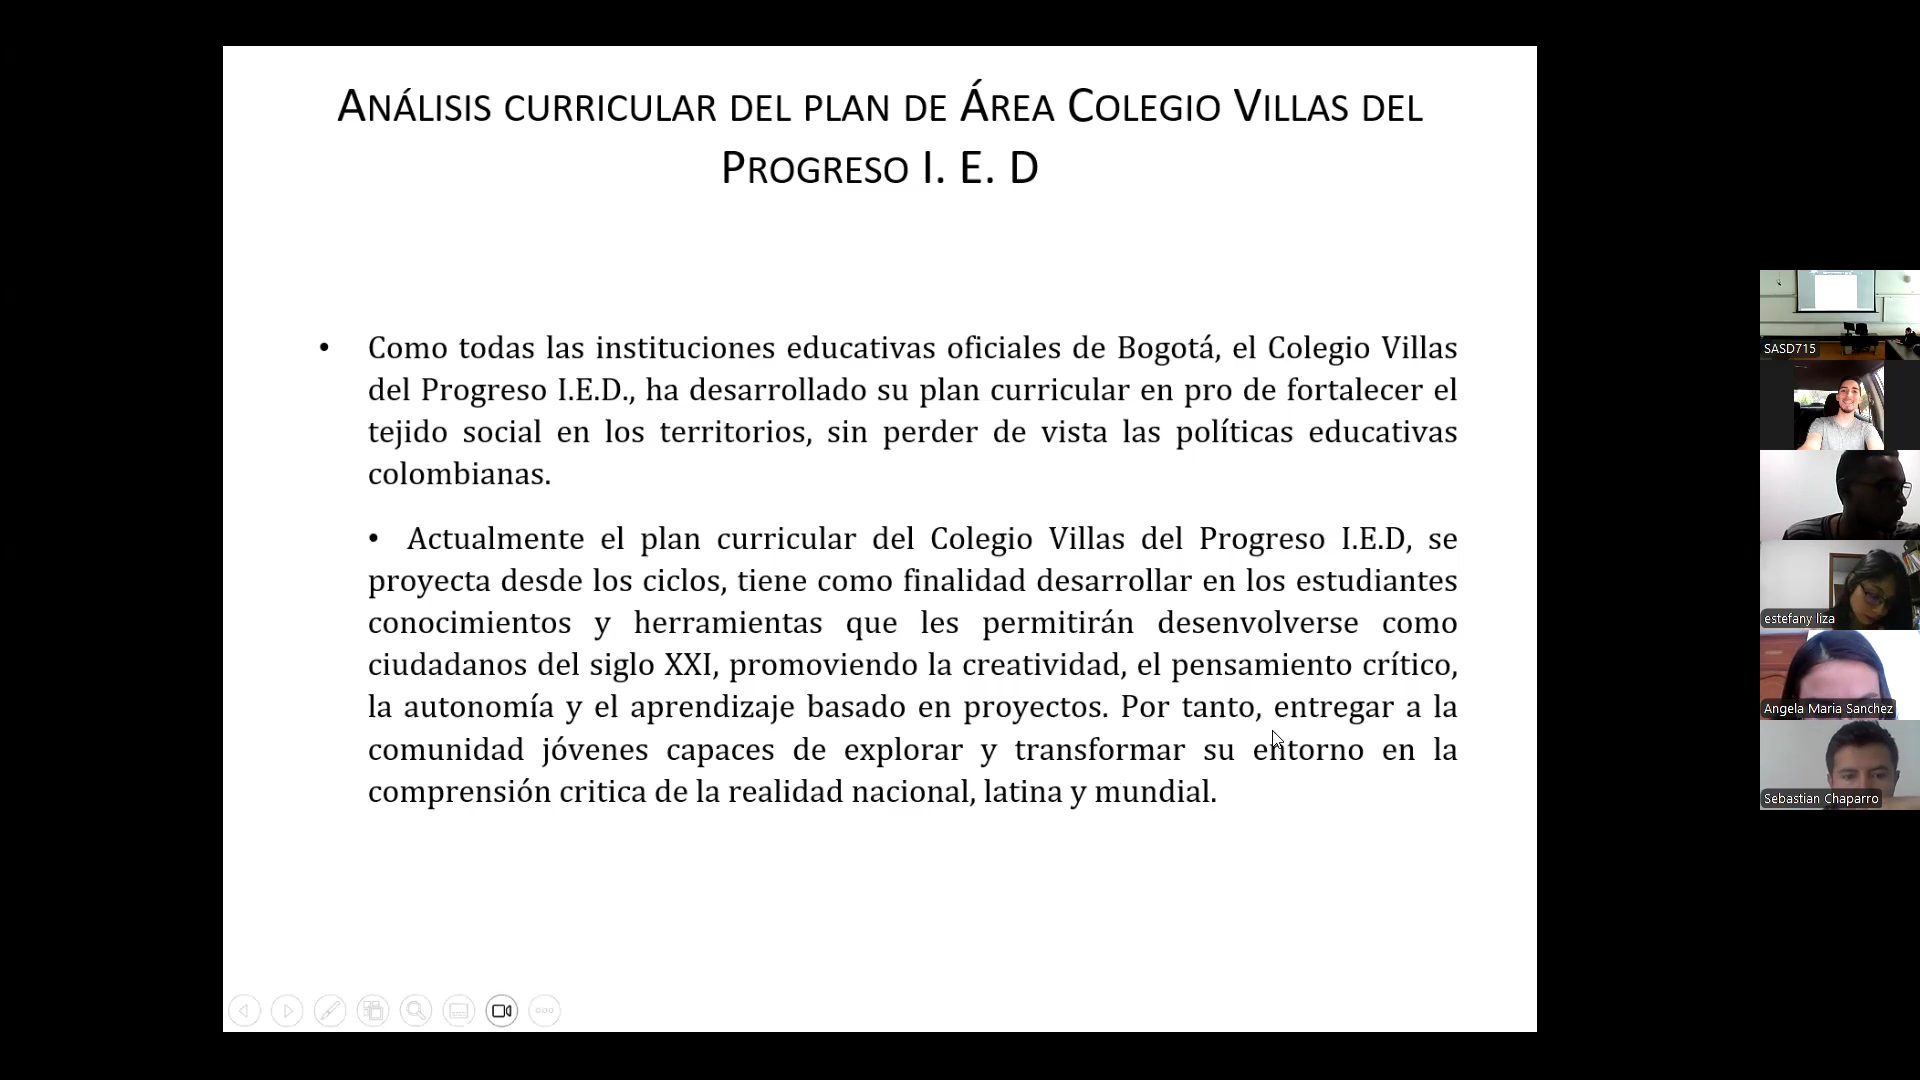 Análisis curricular del plan de Área Colegio Villas del
Progreso I. E. D
• Como todas las instituciones educativas oficiales de Bogotá, el Colegio Villas
del Progreso I.E.D., ha desarrollado su plan curricular en pro de fortalecer el
tejido social en los territorios, sin perder de vista las políticas educativas
colombianas.
• Actualmente el plan curricular del Colegio Villas del Progreso I.E.D, se
proyecta desde los ciclos, tiene como finalidad desarrollar en los estudiantes
conocimientos y herramientas que les permitirán desenvolverse como
ciudadanos del siglo XXI, promoviendo la creatividad, el pensamiento crítico,
la autonomía y el aprendizaje basado en proyectos. Por tanto, entregar a la
comunidad jóvenes capaces de explorar y transformar su entorno en la
comprensión critica de la realidad nacional, latina y mundial.
SASD715
estefany liza
Angela Maria Sanchez
Sebastian Chaparro